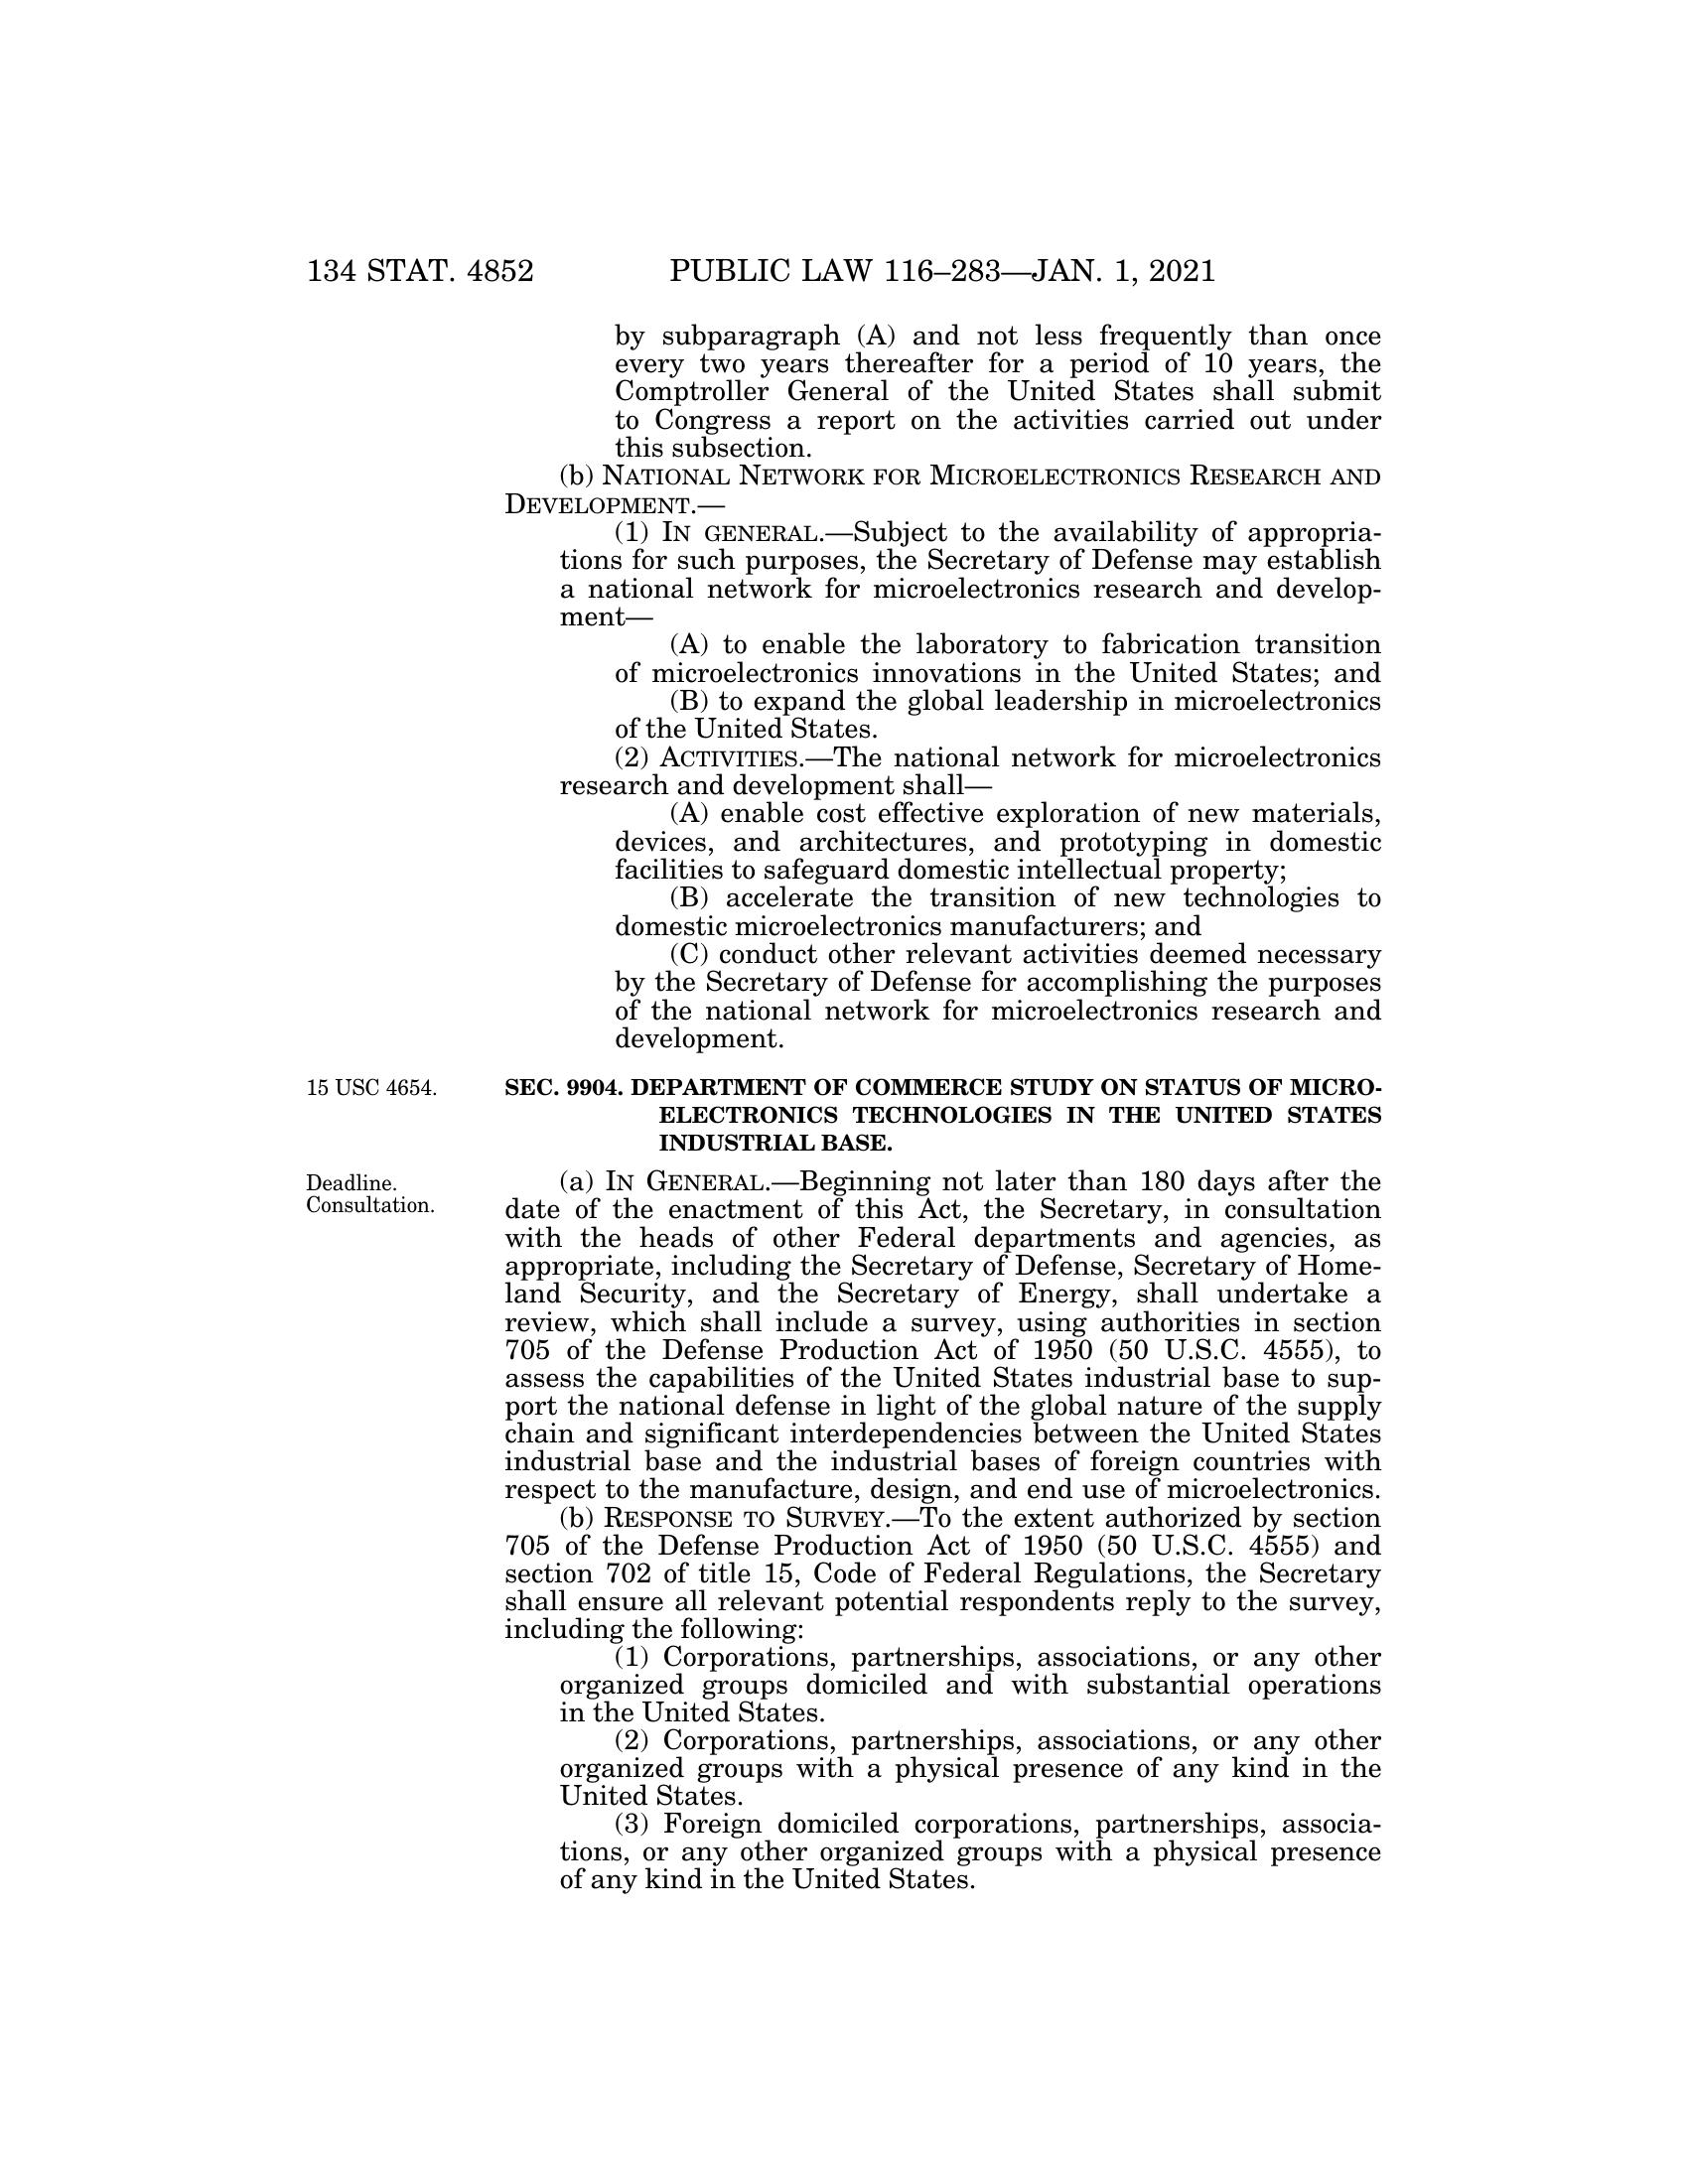 134 STAT. 4852 PUBLIC LAW 116–283—JAN. 1, 2021
by subparagraph (A) and not less frequently than once
every two years thereafter for a period of 10 years, the
Comptroller General of the United States shall submit
to Congress a report on the activities carried out under
this subsection.
(b) NATIONAL NETWORK FOR MICROELECTRONICS RESEARCH AND
DEVELOPMENT.—
(1) IN GENERAL.—Subject to the availability of appropria-
tions for such purposes, the Secretary of Defense may establish
a national network for microelectronics research and develop-
ment—
(A) to enable the laboratory to fabrication transition
of microelectronics innovations in the United States; and
(B) to expand the global leadership in microelectronics
of the United States.
(2) ACTIVITIES.—The national network for microelectronics
research and development shall—
(A) enable cost effective exploration of new materials,
devices, and architectures, and prototyping in domestic
facilities to safeguard domestic intellectual property;
(B) accelerate the transition of new technologies to
domestic microelectronics manufacturers; and
(C) conduct other relevant activities deemed necessary
by the Secretary of Defense for accomplishing the purposes
of the national network for microelectronics research and
development.
15 USC 4654.
SEC. 9904. DEPARTMENT OF COMMERCE STUDY ON STATUS OF MICRO-
ELECTRONICS TECHNOLOGIES IN THE UNITED STATES
INDUSTRIAL BASE.
Deadline.
Consultation.
(a) IN GENERAL.—Beginning not later than 180 days after the
date of the enactment of this Act, the Secretary, in consultation
with the heads of other Federal departments and agencies, as
appropriate, including the Secretary of Defense, Secretary of Home-
land Security, and the Secretary of Energy, shall undertake a
review, which shall include a survey, using authorities in section
705 of the Defense Production Act of 1950 (50 U.S.C. 4555), to
assess the capabilities of the United States industrial base to sup-
port the national defense in light of the global nature of the supply
chain and significant interdependencies between the United States
industrial base and the industrial bases of foreign countries with
respect to the manufacture, design, and end use of microelectronics.
(b) RESPONSE TO SURVEY.—To the extent authorized by section
705 of the Defense Production Act of 1950 (50 U.S.C. 4555) and
section 702 of title 15, Code of Federal Regulations, the Secretary
shall ensure all relevant potential respondents reply to the survey,
including the following:
(1) Corporations, partnerships, associations, or any other
organized groups domiciled and with substantial operations
in the United States.
(2) Corporations, partnerships, associations, or any other
organized groups with a physical presence of any kind in the
United States.
(3) Foreign domiciled corporations, partnerships, associa-
tions, or any other organized groups with a physical presence
of any kind in the United States.